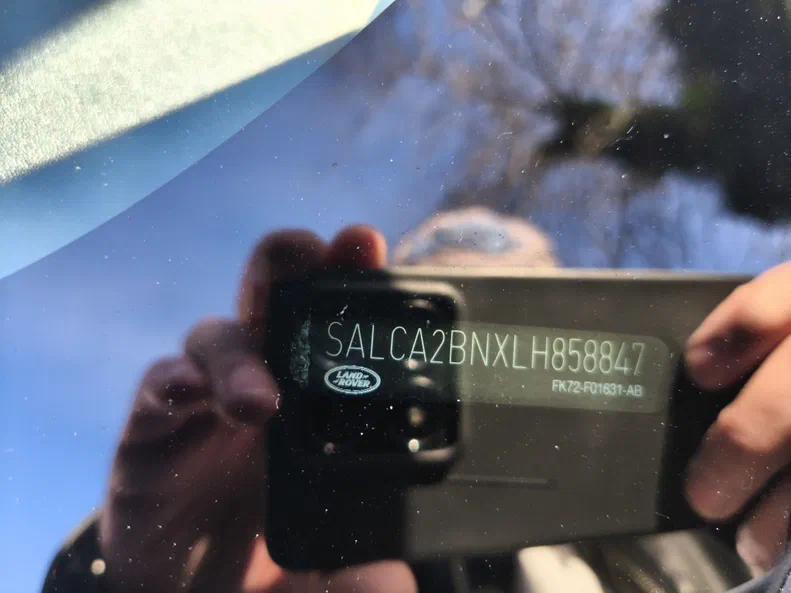 SALCA2BNXLH858847
LAND-
-ROVER
FK72-F01631-AB